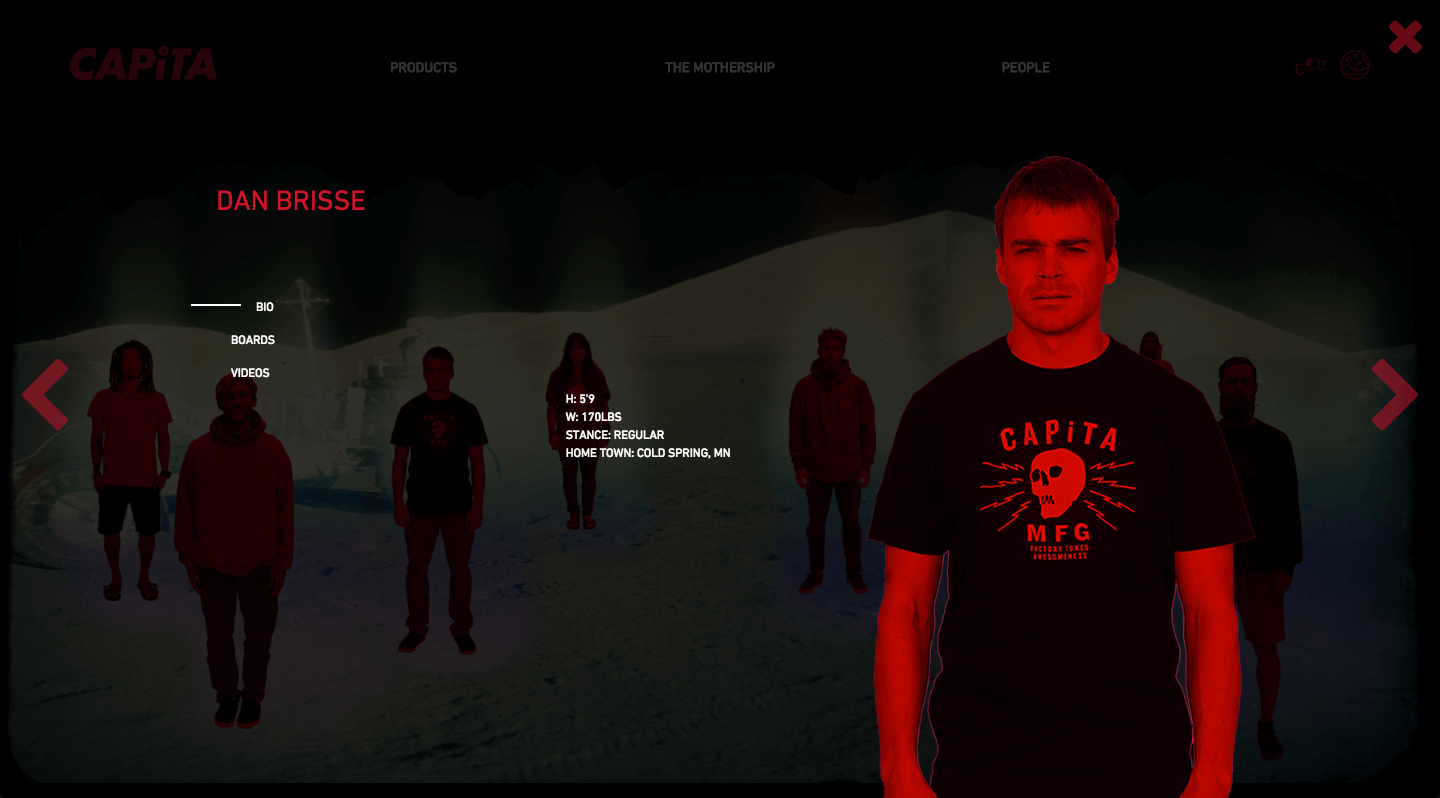 CAPiTA
PRODUCTS
THE MOTHERSHIP
PEOPLE
DAN BRISSE
BIO
BOARDS
VIDEOS
H: 5'9
W: 170LBS
STANCE: REGULAR
HOME TOWN: COLD SPRING, MN
CAPiTA
MFG
FACTORY TUNED
AWESOMENESS